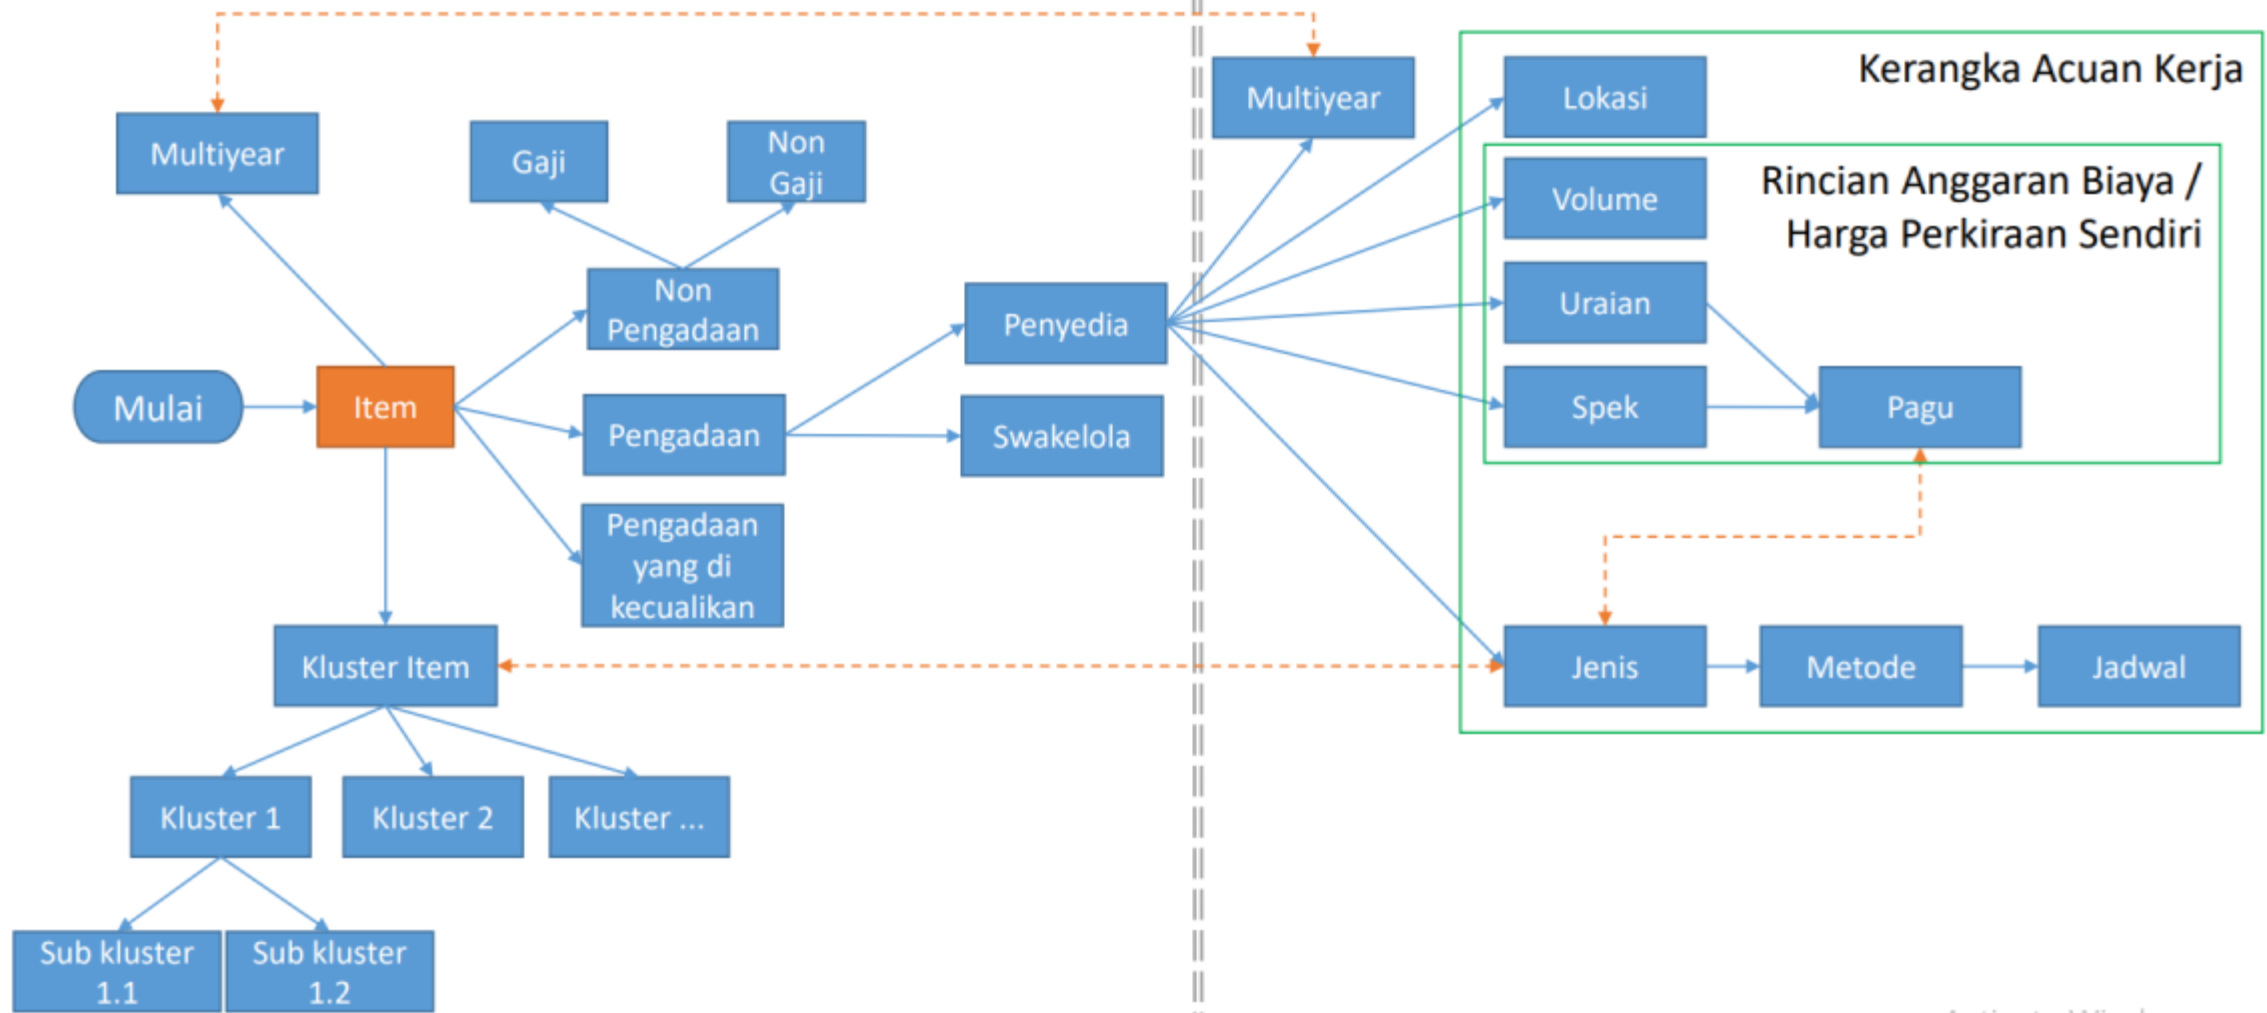 Multiyear
Gaji
Non
Gaji
Non
Pengadaan
Mulai
Item
Pengadaan
Pengadaan
yang di
kecualikan
Penyedia
Swakelola
Kluster Item
Kluster 1
Kluster 2
Kluster ...
Sub kluster
1.1
Sub kluster
1.2
Multiyear
Kerangka Acuan Kerja
Lokasi
Rincian Anggaran Biaya /
Harga Perkiraan Sendiri
Volume
Uraian
Spek
Pagu
Jenis
Metode
Jadwal